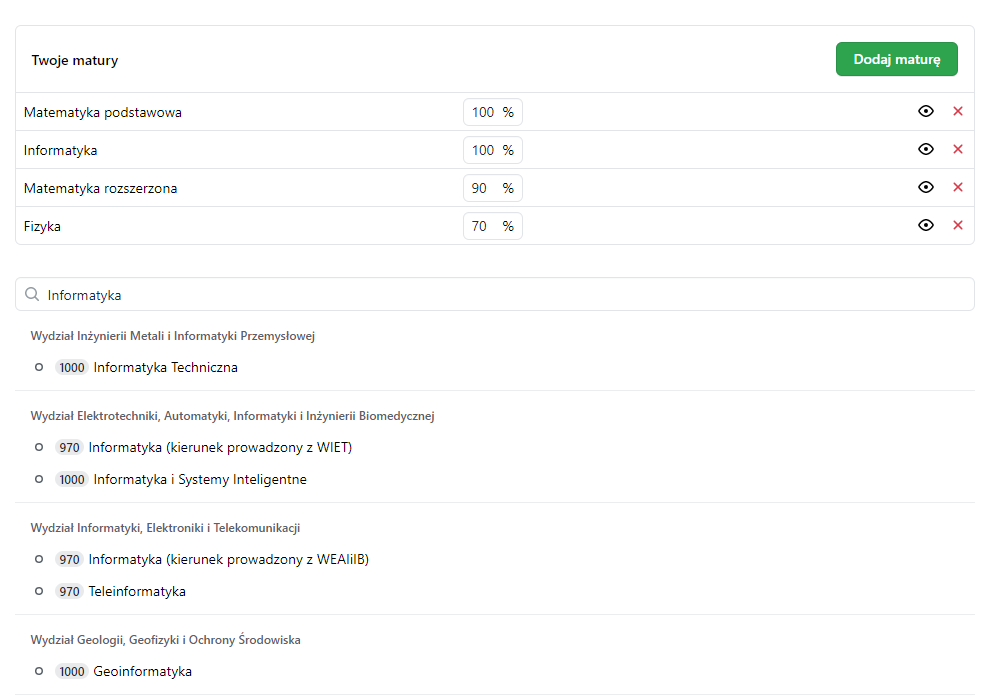 Twoje matury
Dodaj maturę
Matematyka podstawowa 100 %
Informatyka 100 %
Matematyka rozszerzona 90 %
Fizyka 70 %
Informatyka
Wydział Inżynierii Metali i Informatyki Przemysłowej
1000 Informatyka Techniczna
Wydział Elektrotechniki, Automatyki, Informatyki i Inżynierii Biomedycznej
970 Informatyka (kierunek prowadzony z WIET)
1000 Informatyka i Systemy Inteligentne
Wydział Informatyki, Elektroniki i Telekomunikacji
970 Informatyka (kierunek prowadzony z WEAIiIB)
970 Teleinformatyka
Wydział Geologii, Geofizyki i Ochrony Środowiska
1000 Geoinformatyka